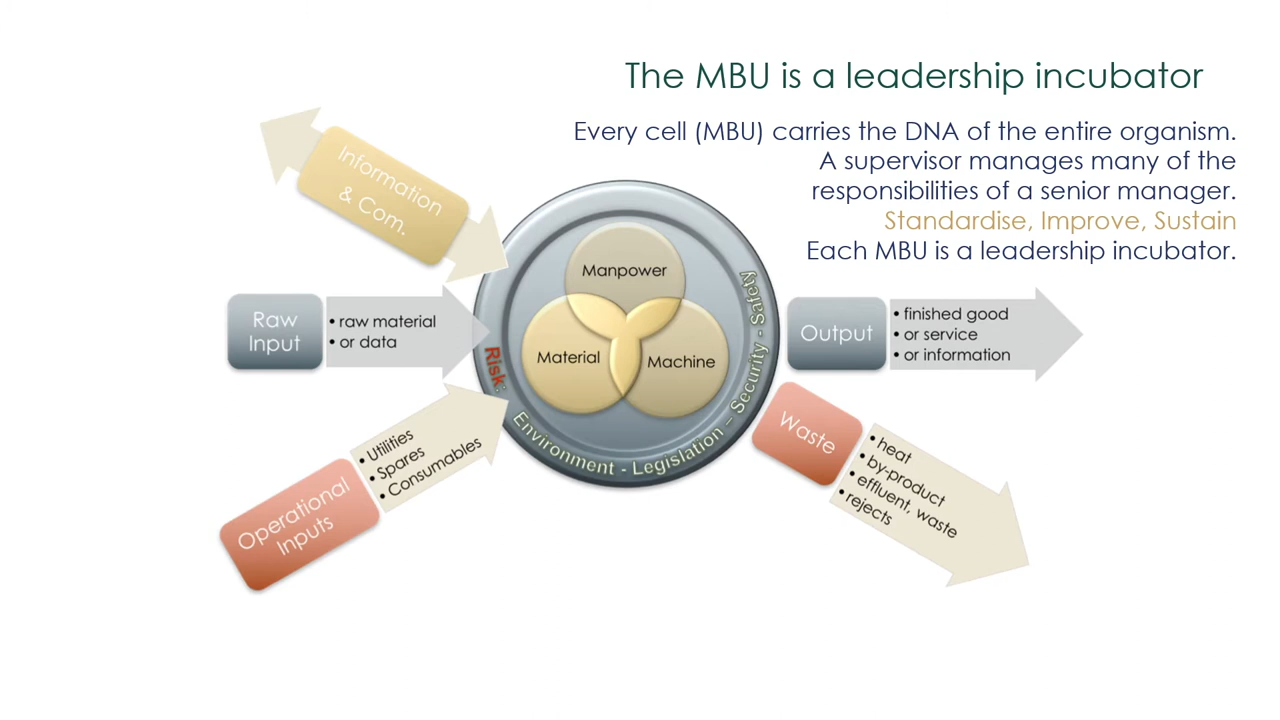 The MBU is a leadership incubator
Every cell (MBU) carries the DNA of the entire organism.
A supervisor manages many of the
responsibilities of a senior manager.
Standardise, Improve, Sustain
Each MBU is a leadership incubator.
Information
& Com.
Raw
Input
• raw material
• or data
Operational
Inputs
• Utilities
• Spares
• Consumables
Manpower
Material
Machine
Risk: Environment - Legislation – Security - Safety
Output
• finished good
• or service
• or information
Waste
• heat
• by-product
• effluent, waste
• rejects